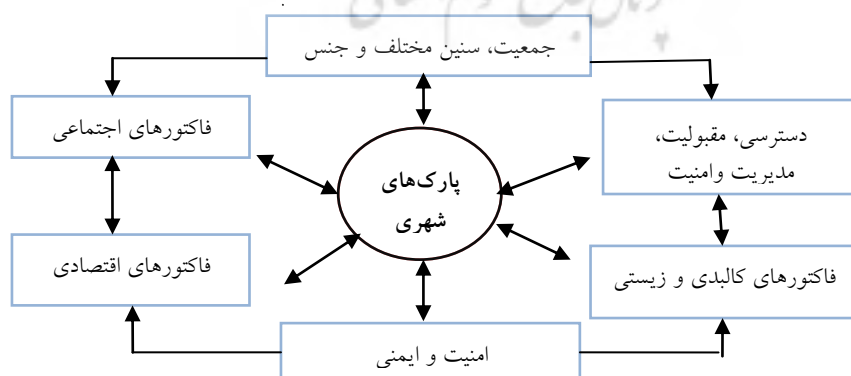 جمعیت، سنین مختلف و جنس
فاکتورهای اجتماعی
دسترسی، مقبولیت،
مدیریت وامنیت
پارک‌های
شهری
فاکتورهای اقتصادی
فاکتورهای کالبدی و زیستی
امنیت و ایمنی